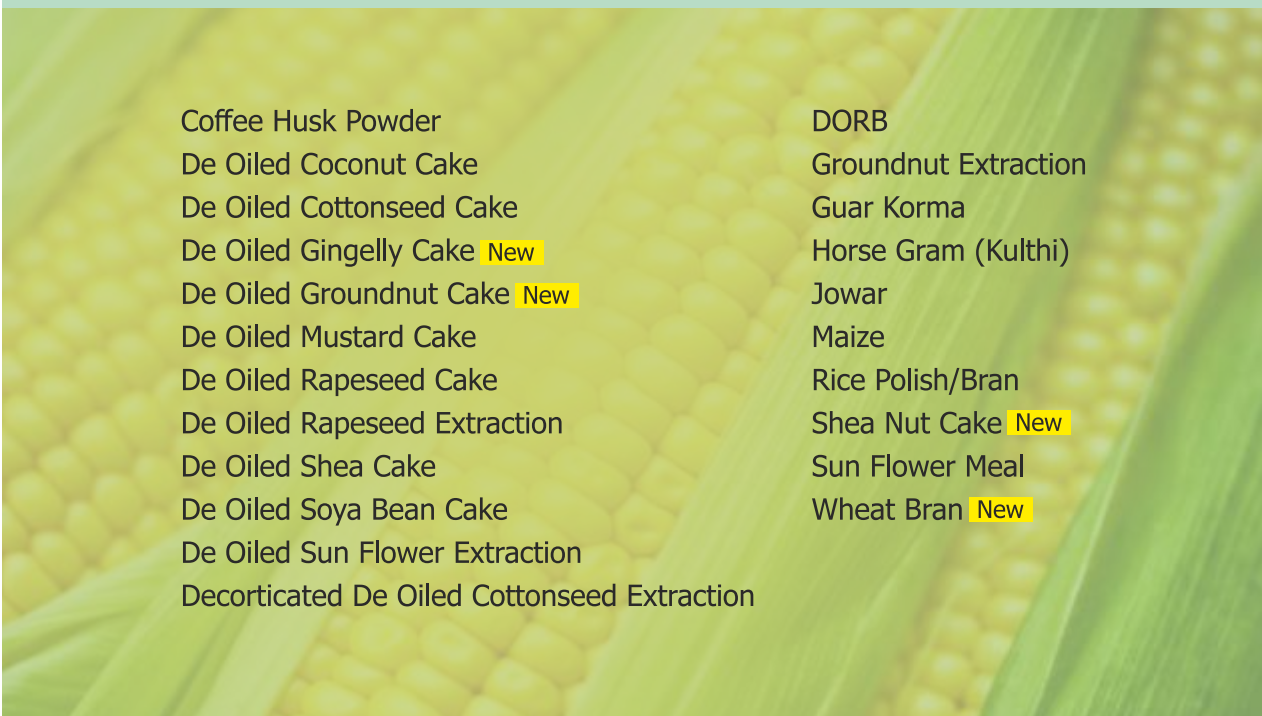 Coffee Husk Powder
De Oiled Coconut Cake
De Oiled Cottonseed Cake
De Oiled Gingelly Cake New
De Oiled Groundnut Cake New
De Oiled Mustard Cake
De Oiled Rapeseed Cake
De Oiled Rapeseed Extraction
De Oiled Shea Cake
De Oiled Soya Bean Cake
De Oiled Sun Flower Extraction
Decorticated De Oiled Cottonseed Extraction
DORB
Groundnut Extraction
Guar Korma
Horse Gram (Kulthi)
Jowar
Maize
Rice Polish/Bran
Shea Nut Cake New
Sun Flower Meal
Wheat Bran New